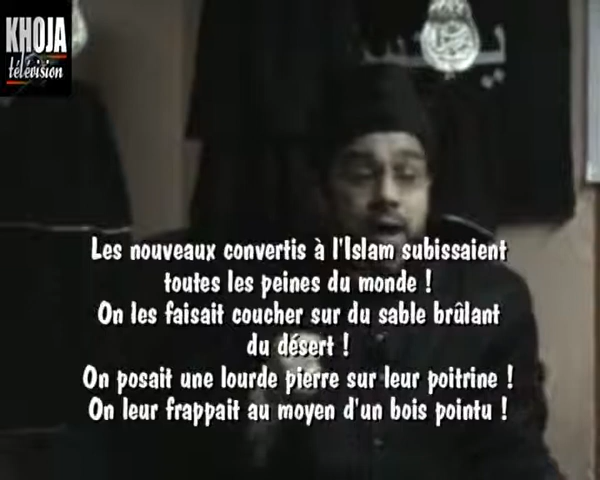 KHOJA
télévision
Les nouveaux convertis à l'Islam subissaient
toutes les peines du monde !
On les faisait coucher sur du sable brûlant
du désert !
On posait une lourde pierre sur leur poitrine !
On leur frappait au moyen d'un bois pointu !